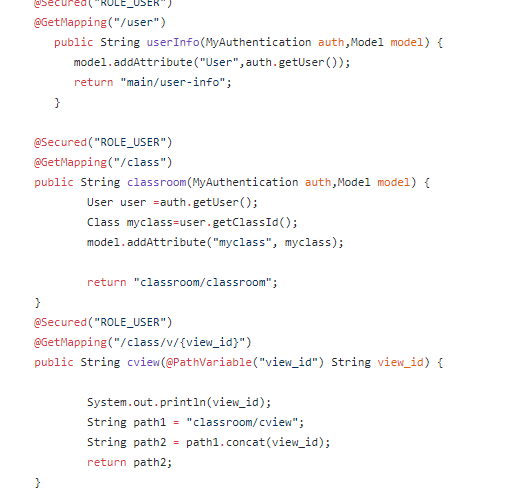 @Secured("ROLE_USER")
@GetMapping("/user")
public String userInfo(MyAuthentication auth,Model model) {
model.addAttribute("User",auth.getUser());
return "main/user-info";
}
@Secured("ROLE_USER")
@GetMapping("/class")
public String classroom(MyAuthentication auth,Model model) {
User user =auth.getUser();
Class myclass=user.getClassId();
model.addAttribute("myclass", myclass);
return "classroom/classroom";
}
@Secured("ROLE_USER")
@GetMapping("/class/v/{view_id}")
public String cview(@PathVariable("view_id") String view_id) {
System.out.println(view_id);
String path1 = "classroom/cview";
String path2 = path1.concat(view_id);
return path2;
}